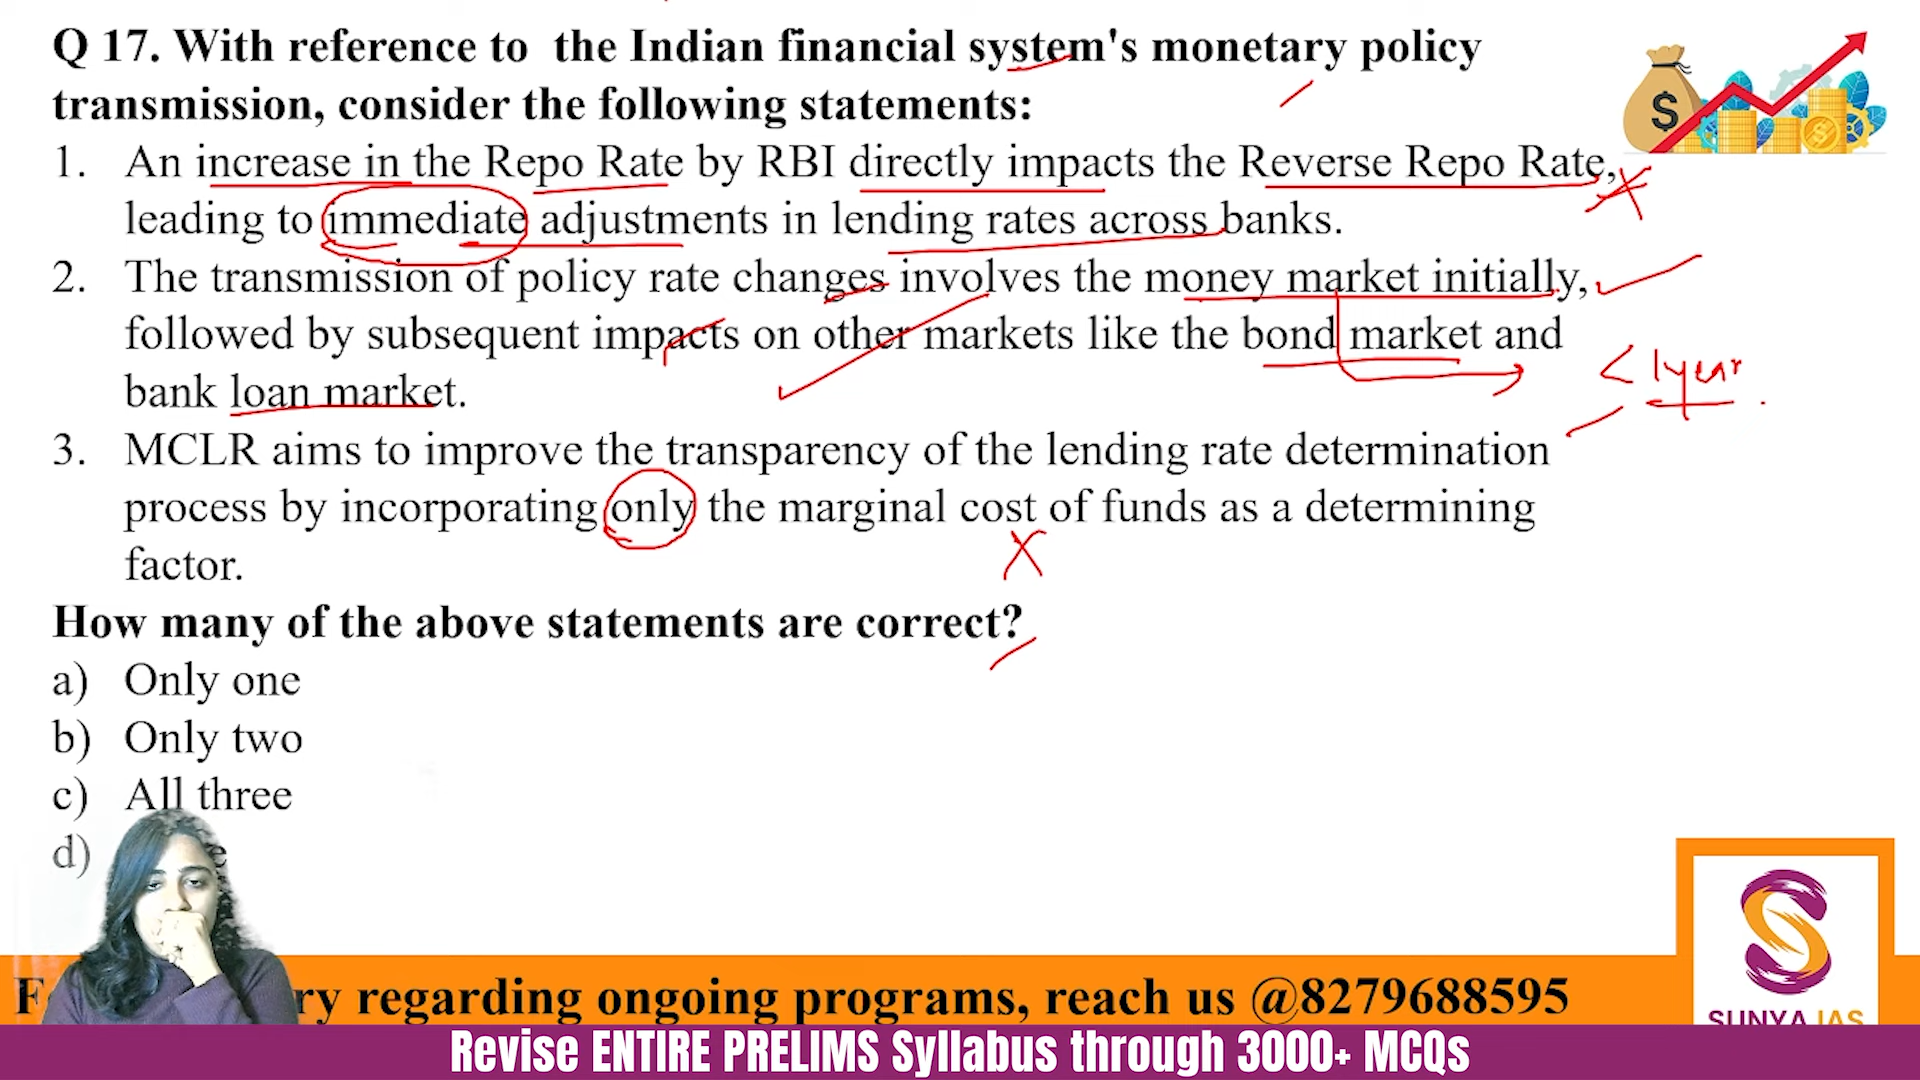 Q 17. With reference to the Indian financial system's monetary policy
transmission, consider the following statements:
1. An increase in the Repo Rate by RBI directly impacts the Reverse Repo Rate,
leading to immediate adjustments in lending rates across banks.
2. The transmission of policy rate changes involves the money market initially,
followed by subsequent impacts on other markets like the bond market and
bank loan market.
< 1year
3. MCLR aims to improve the transparency of the lending rate determination
process by incorporating only the marginal cost of funds as a determining
factor.
How many of the above statements are correct?
a) Only one
b) Only two
c) All three
d)
regarding ongoing programs, reach us @8279688595
SUNYA IAS
Revise ENTIRE PRELIMS Syllabus through 3000+ MCQs